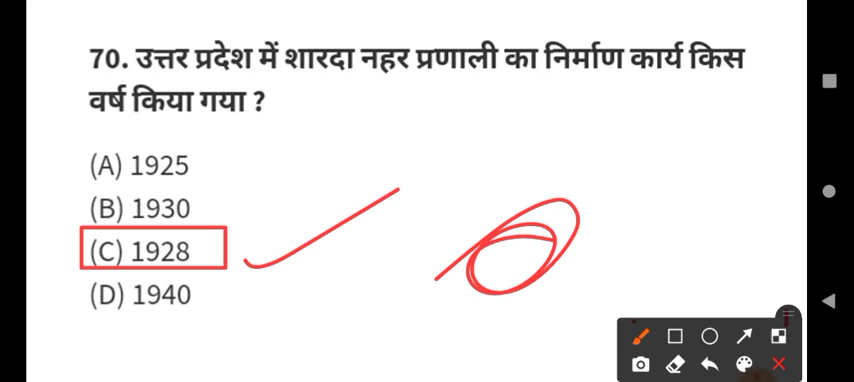 70. उत्तर प्रदेश में शारदा नहर प्रणाली का निर्माण कार्य किस
वर्ष किया गया ?
(A) 1925
(B) 1930
(C) 1928
(D) 1940